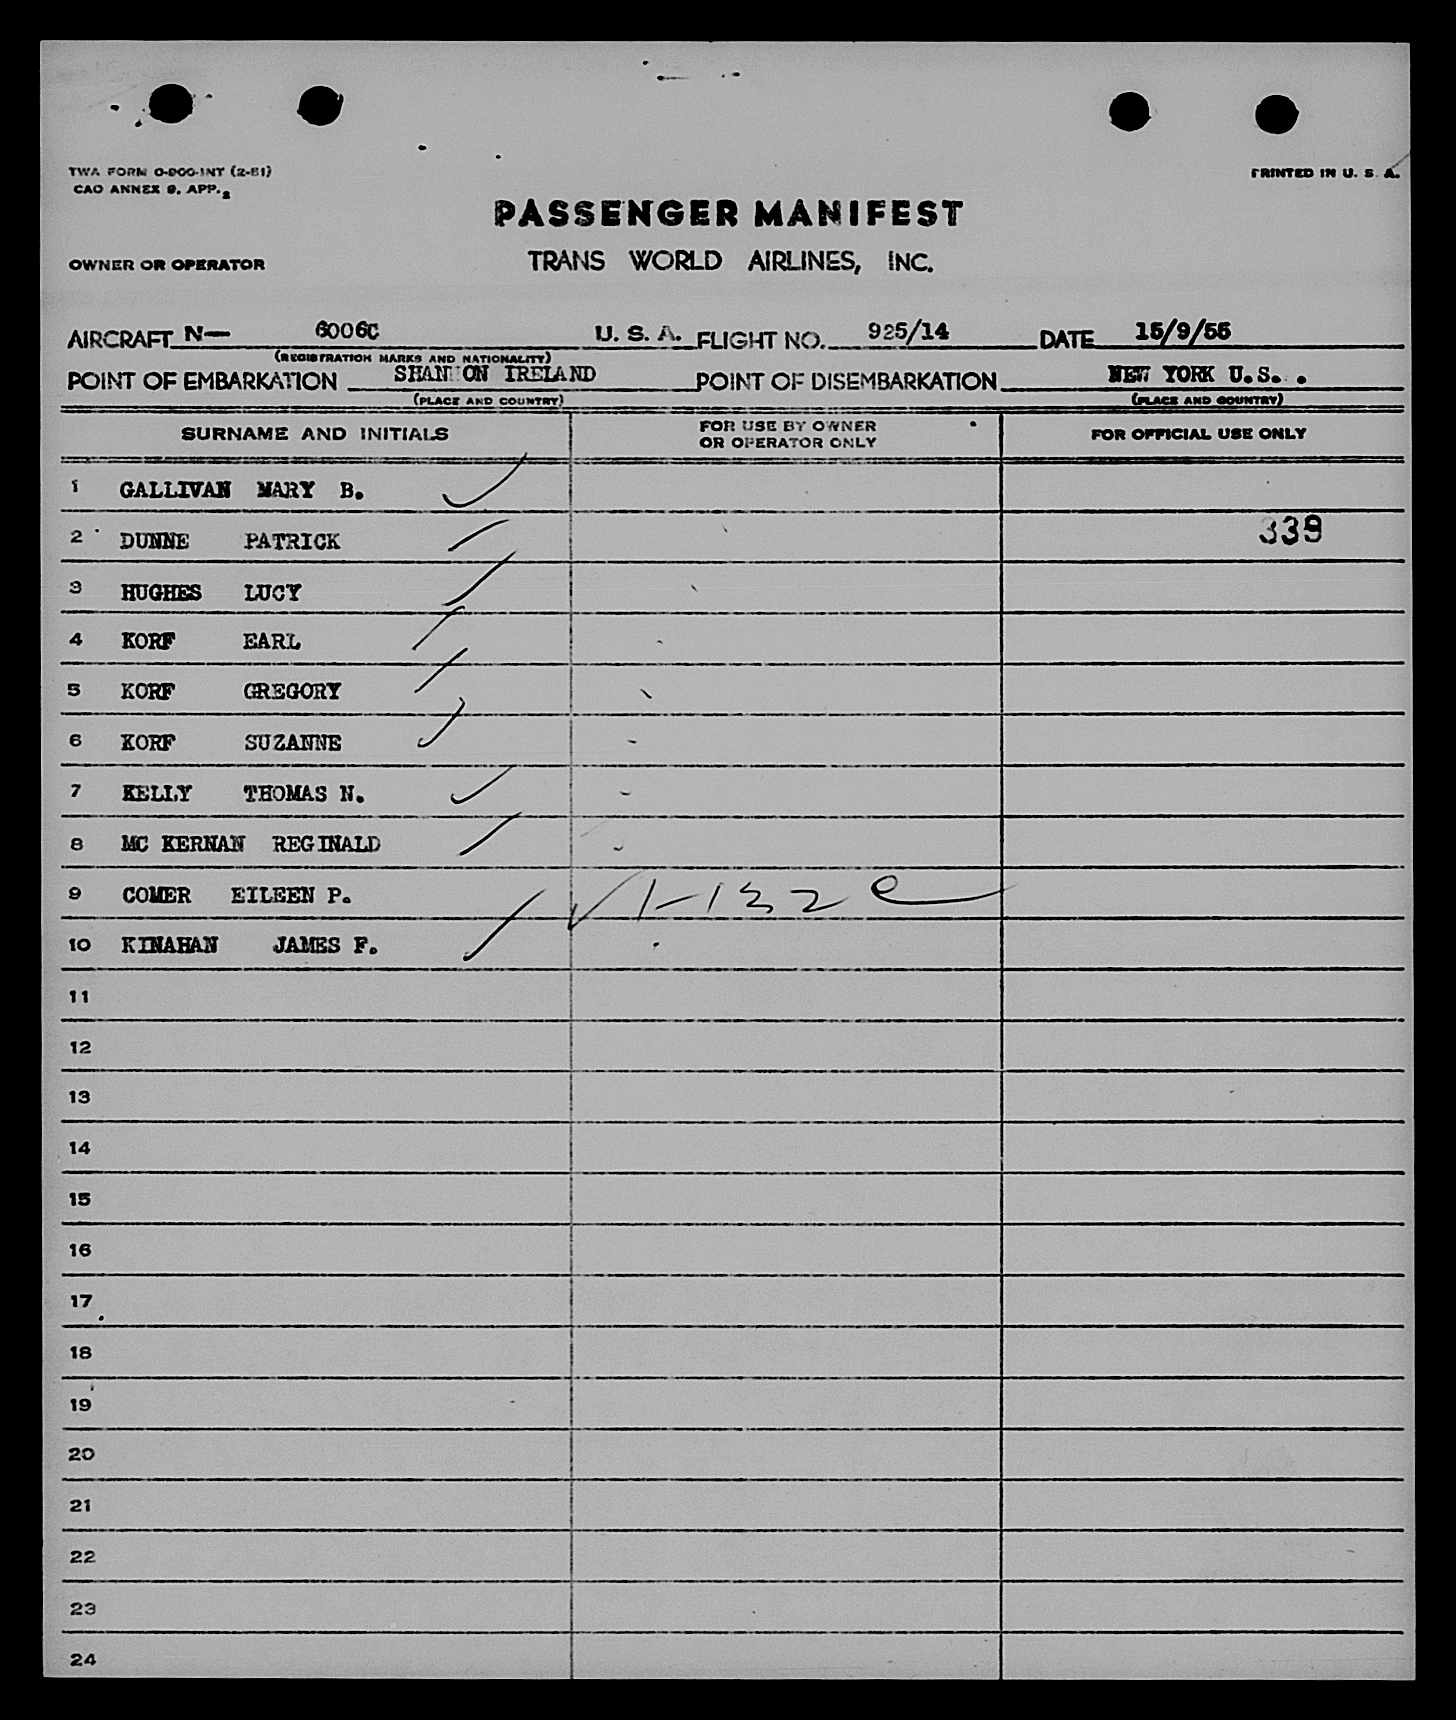 TWA FORM O-900-INT (2-51)
CAO ANNEX 9, APP. 2
PRINTED IN U. S. A.
PASSENGER MANIFEST
OWNER OR OPERATOR
TRANS WORLD AIRLINES, INC.
AIRCRAFT N— 6006C U. S. A. FLIGHT NO. 925/14 DATE 15/9/55
(REGISTRATION MARKS AND NATIONALITY)
POINT OF EMBARKATION SHANNON IRELAND POINT OF DISEMBARKATION NEW YORK U.S. .
(PLACE AND COUNTRY) (PLACE AND COUNTRY)
SURNAME AND INITIALS FOR USE BY OWNER OR OPERATOR ONLY FOR OFFICIAL USE ONLY
1 GALLIVAN MARY B.
2 DUNNE PATRICK 339
3 HUGHES LUCY
4 KORF EARL
5 KORF GREGORY
6 KORF SUZANNE
7 KELLY THOMAS N.
8 MC KERNAN REGINALD
9 COMER EILEEN P. 1-132 e
10 KINAHAN JAMES F.
11
12
13
14
15
16
17
18
19
20
21
22
23
24